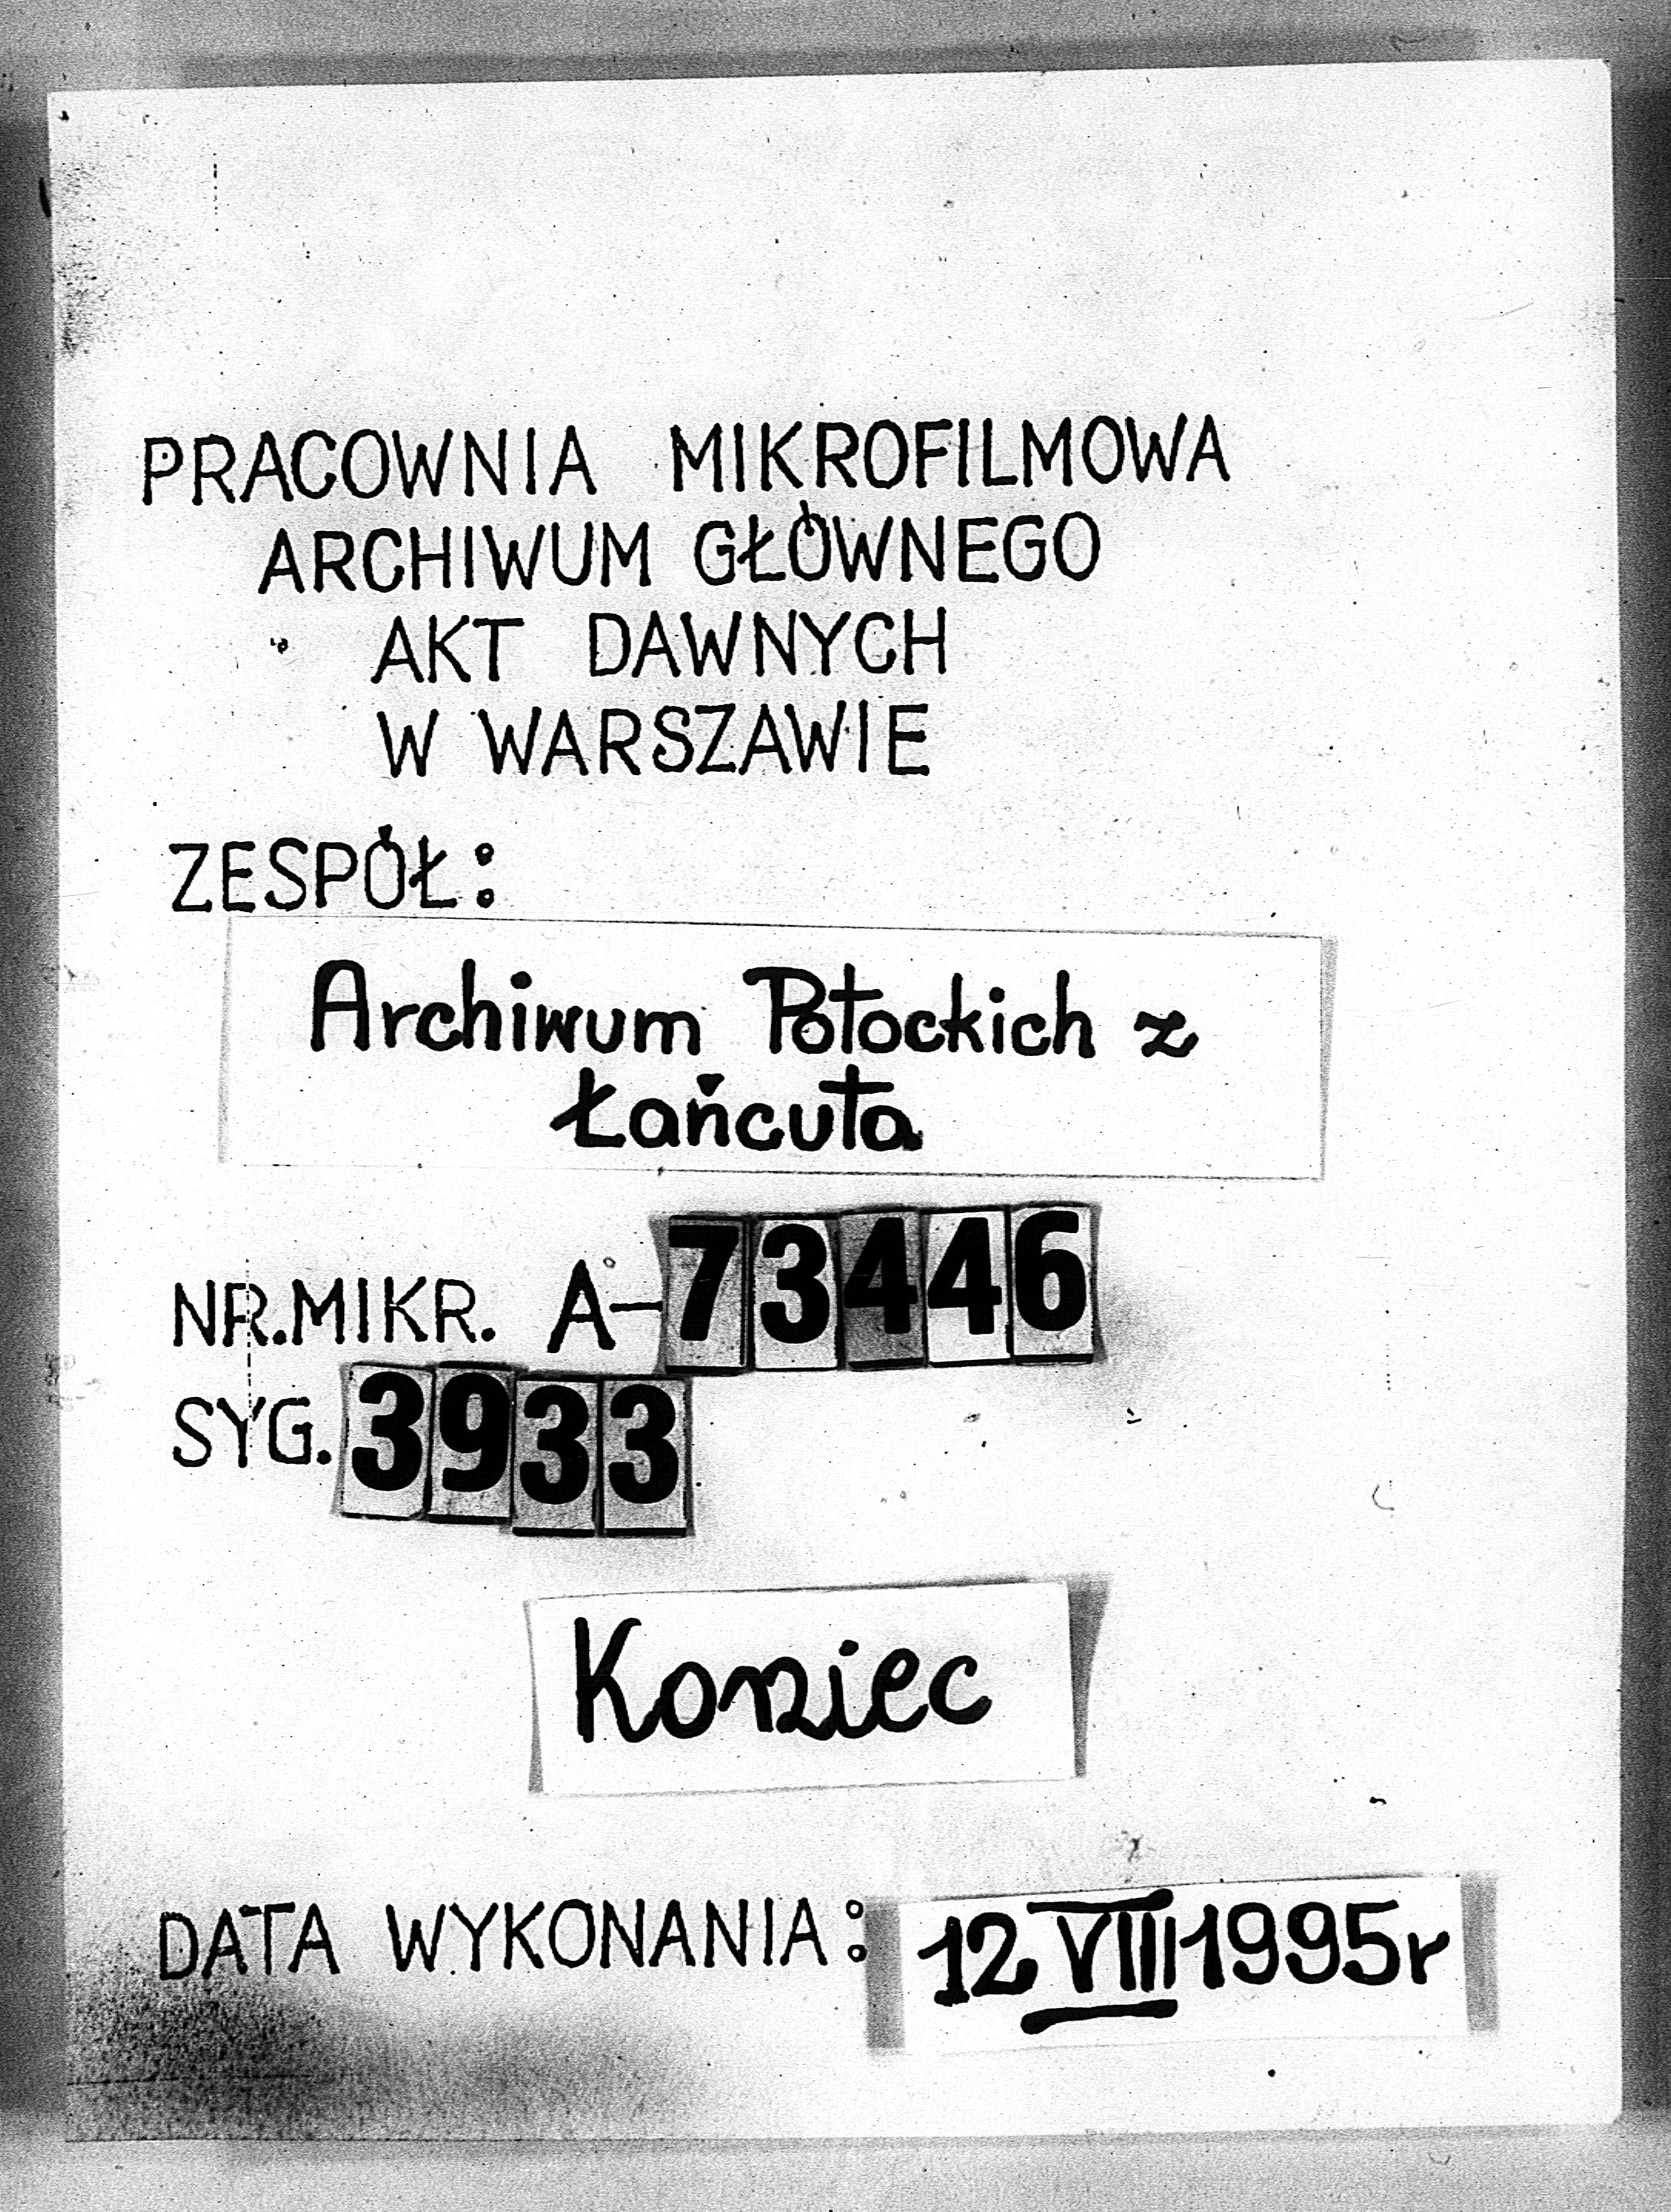 PRACOWNIA MIKROFILMOWA
ARCHIWUM GŁÓWNEGO
AKT DAWNYCH
W WARSZAWIE
ZESPÓŁ:
Archiwum Potockich z
Łańcuta
NR.MIKR. A-73446
SYG. 3933
Koniec
DATA WYKONANIA: 12 VIII 1995r